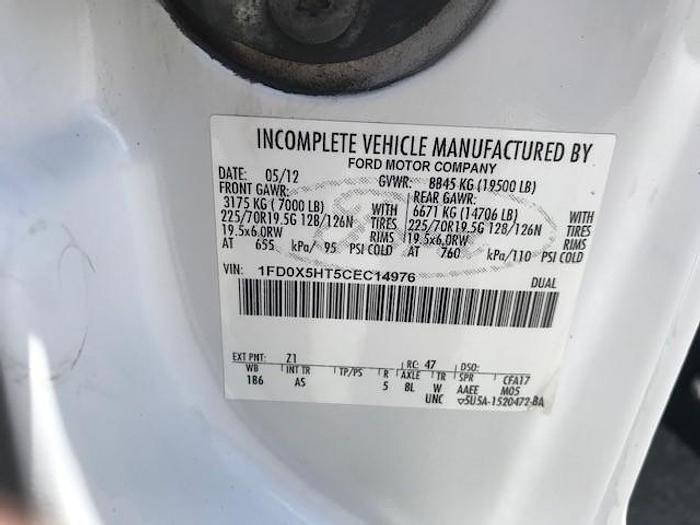 INCOMPLETE VEHICLE MANUFACTURED BY
FORD MOTOR COMPANY
DATE: 05/12 GVWR: 8845 KG (19500 LB)
FRONT GAWR: REAR GAWR:
3175 KG ( 7000 LB) WITH 6671 KG (14706 LB) WITH
225/70R19.5G 128/126N TIRES 225/70R19.5G 128/126N TIRES
19.5x6.0RW RIMS 19.5x6.0RW RIMS
AT 655 kPa/ 95 PSI COLD AT 760 kPa/110 PSI COLD
VIN: 1FD0X5HT5CEC14976 DUAL
EXT PNT: Z1 RC: 47 DSO:
WB INT TR TP/PS R AXLE TR SPR CFA17
186 AS 5 8L W AAEE M05
UNC 5U5A-1520472-BA